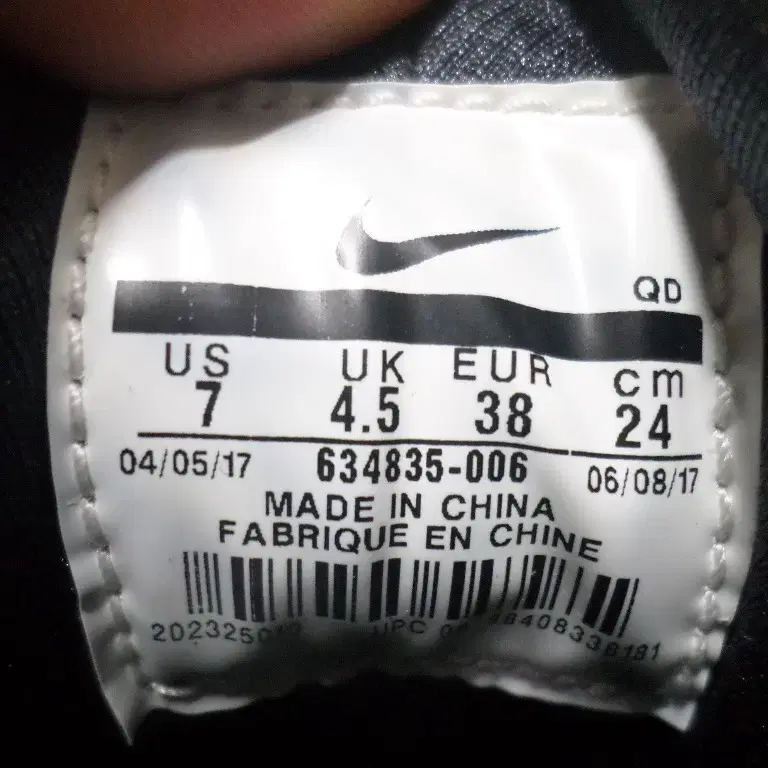 QD
US UK EUR cm
7 4.5 38 24
04/05/17 634835-006 06/08/17
MADE IN CHINA
FABRIQUE EN CHINE
UPC